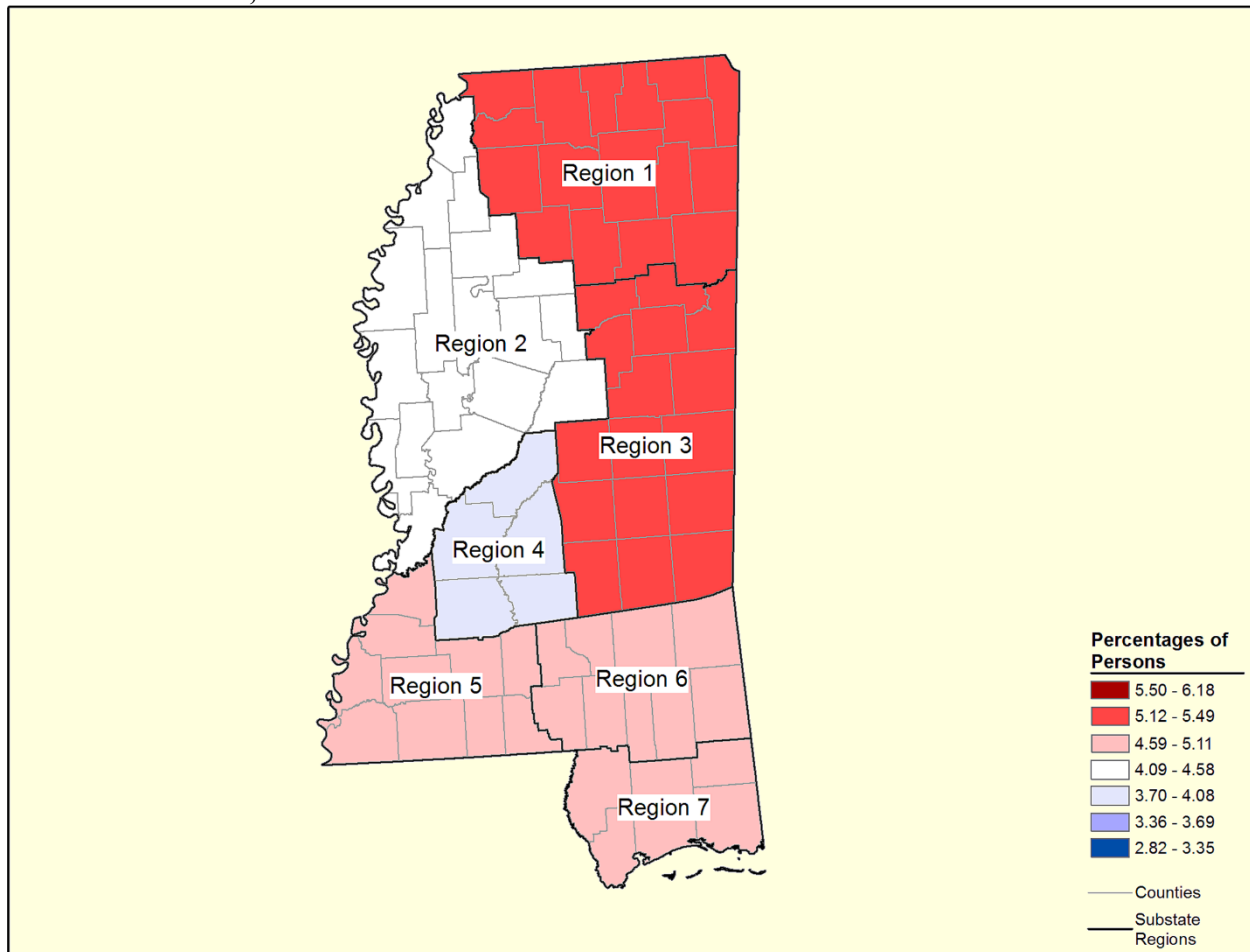 Region 1
Region 2
Region 3
Region 4
Region 5
Region 6
Region 7
Percentages of
Persons
5.50 - 6.18
5.12 - 5.49
4.59 - 5.11
4.09 - 4.58
3.70 - 4.08
3.36 - 3.69
2.82 - 3.35
Counties
Substate
Regions